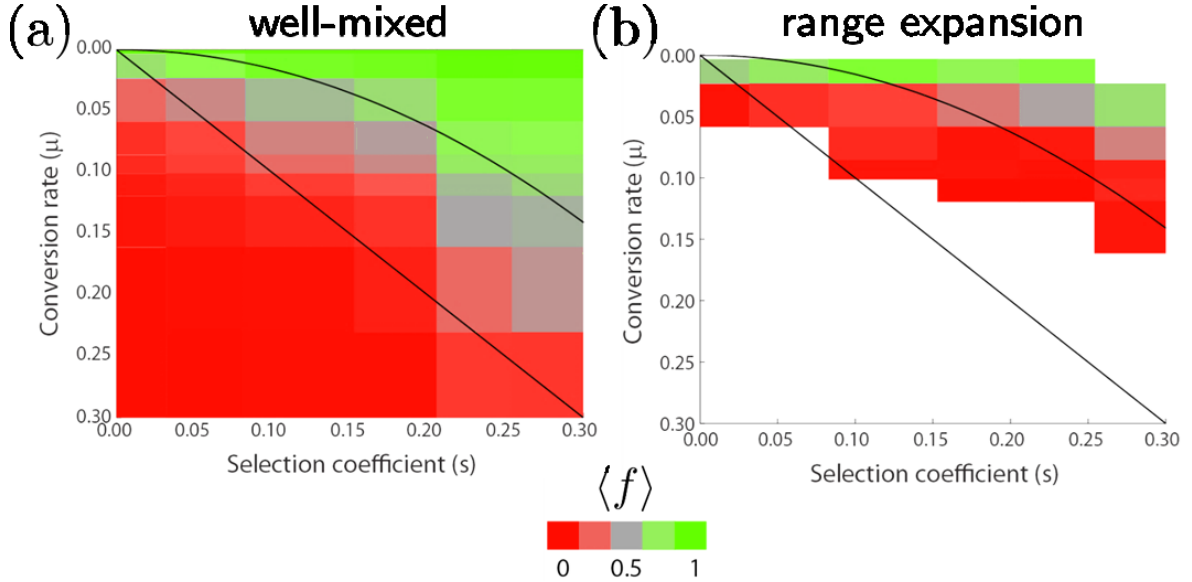 (a) well-mixed
0.00
0.05
0.10
0.15
0.20
0.25
0.30
Conversion rate (μ)
0.00 0.05 0.10 0.15 0.20 0.25 0.30
Selection coefficient (s)
(b) range expansion
0.00
0.05
0.10
0.15
0.20
0.25
0.30
Conversion rate (μ)
0.00 0.05 0.10 0.15 0.20 0.25 0.30
Selection coefficient (s)
⟨f⟩
0 0.5 1